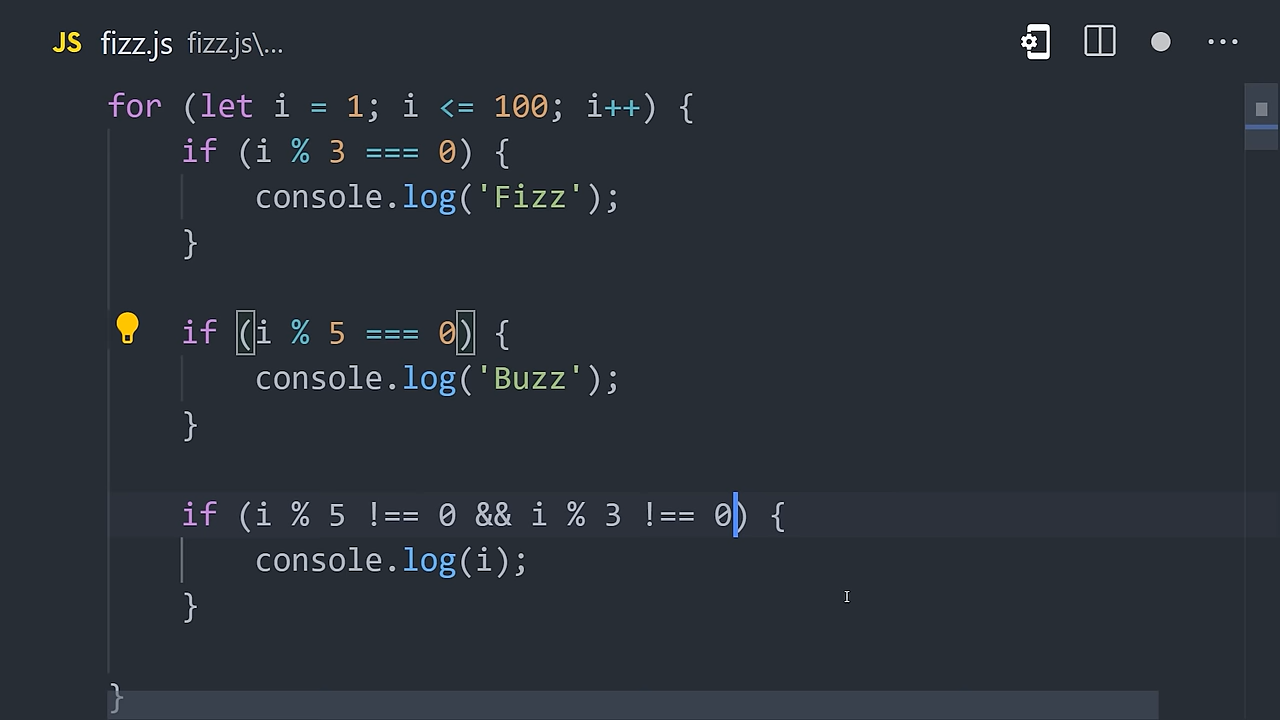 JS fizz.js fizz.js\...
for (let i = 1; i <= 100; i++) {
    if (i % 3 === 0) {
        console.log('Fizz');
    }
    if (i % 5 === 0) {
        console.log('Buzz');
    }
    if (i % 5 !== 0 && i % 3 !== 0) {
        console.log(i);
    }
}